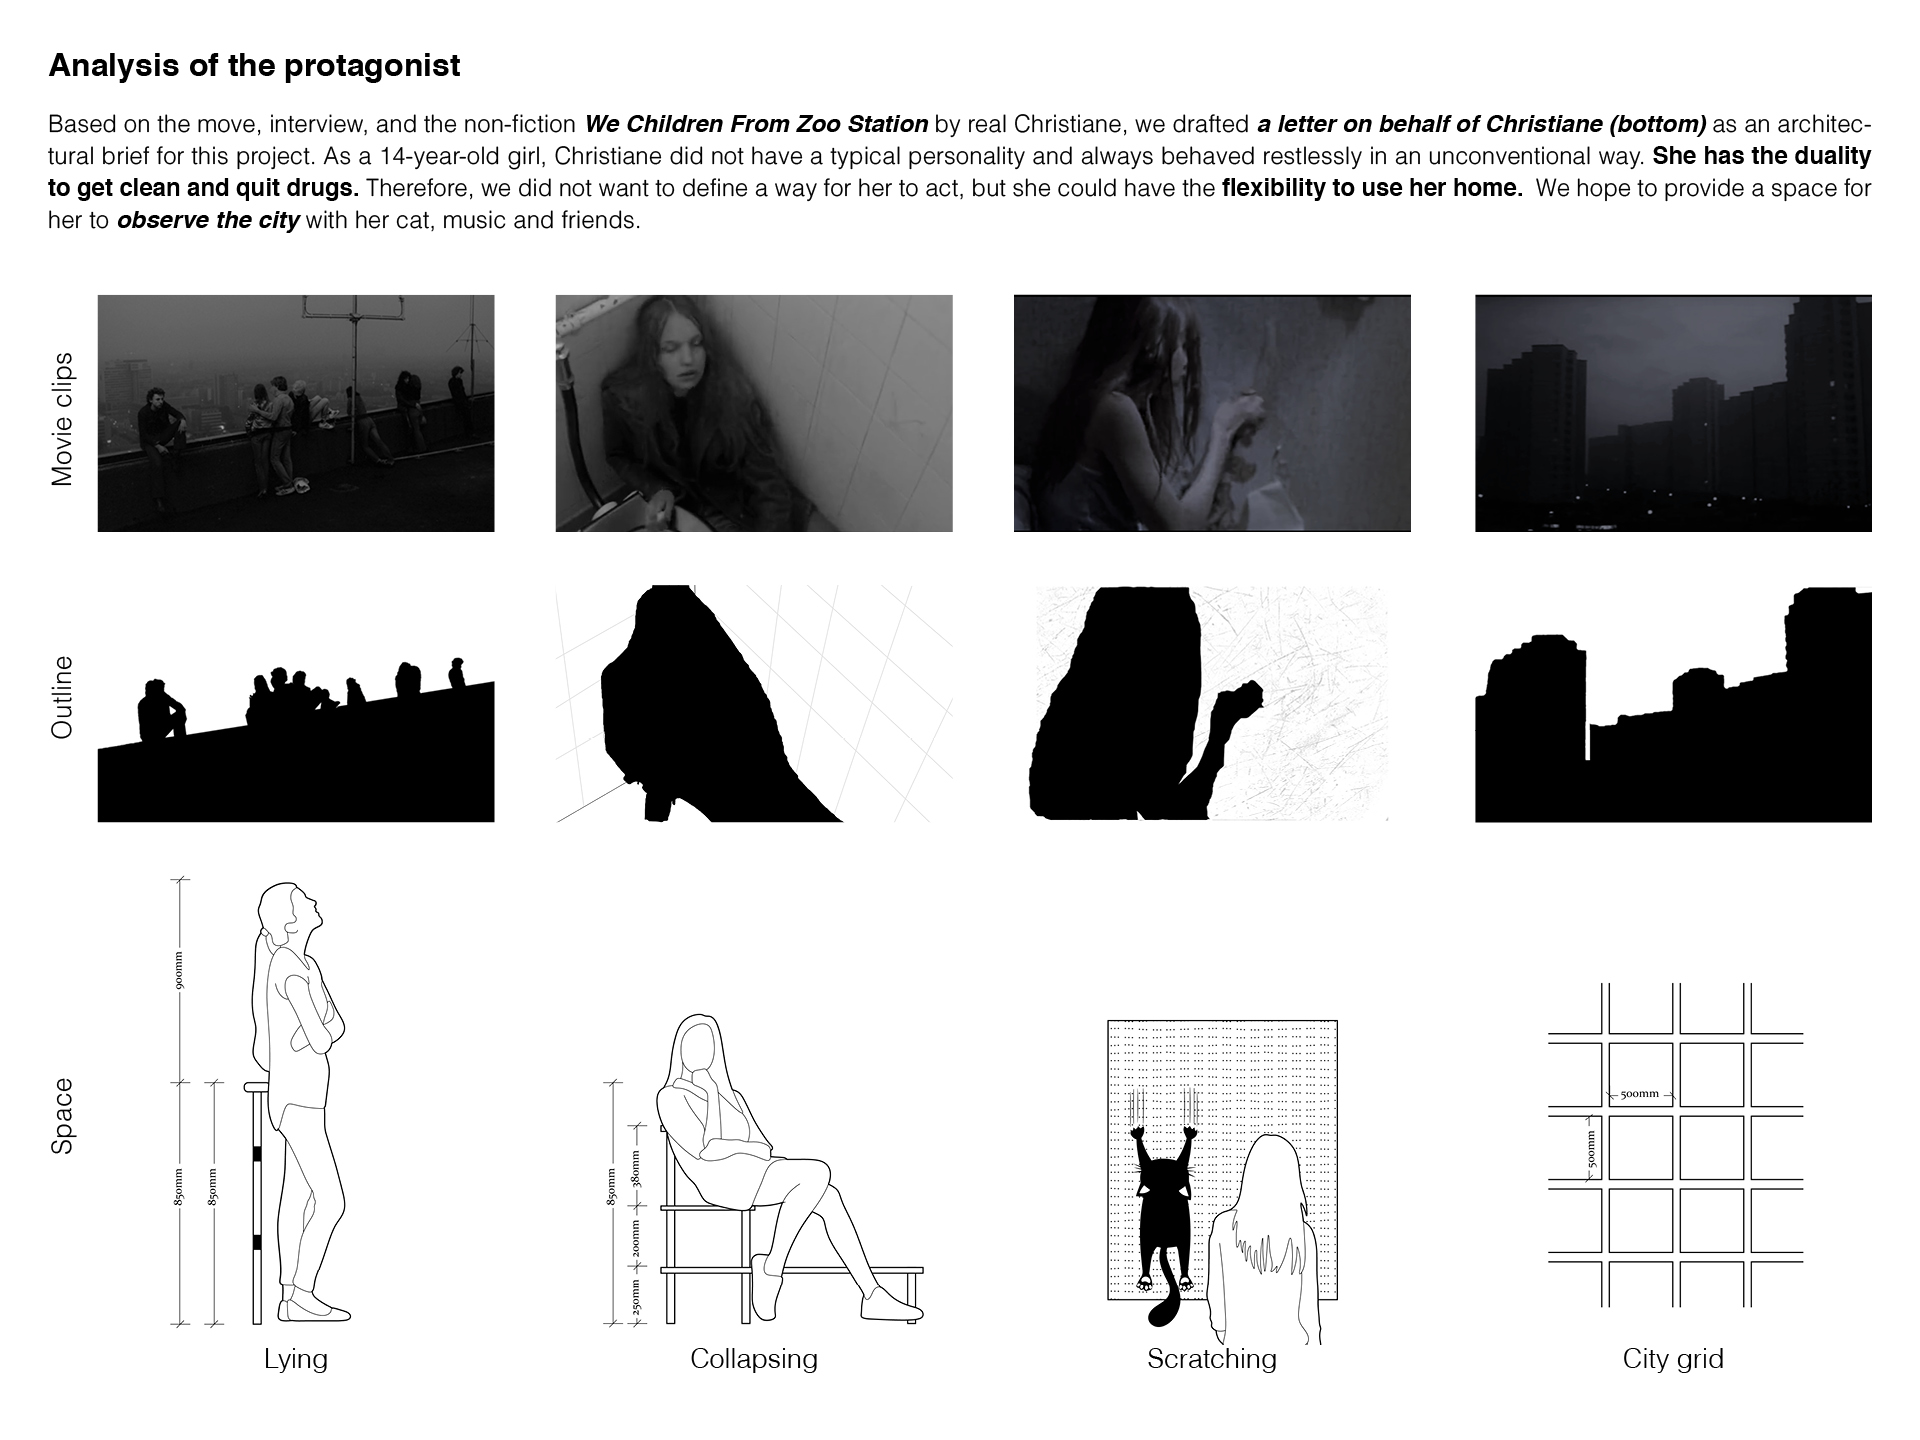 Analysis of the protagonist
Based on the move, interview, and the non-fiction We Children From Zoo Station by real Christiane, we drafted a letter on behalf of Christiane (bottom) as an architec-
tural brief for this project. As a 14-year-old girl, Christiane did not have a typical personality and always behaved restlessly in an unconventional way. She has the duality
to get clean and quit drugs. Therefore, we did not want to define a way for her to act, but she could have the flexibility to use her home. We hope to provide a space for
her to observe the city with her cat, music and friends.
Movie clips
Outline
Space
900mm
850mm
850mm
850mm
380mm
200mm
250mm
500mm
500mm
Lying
Collapsing
Scratching
City grid